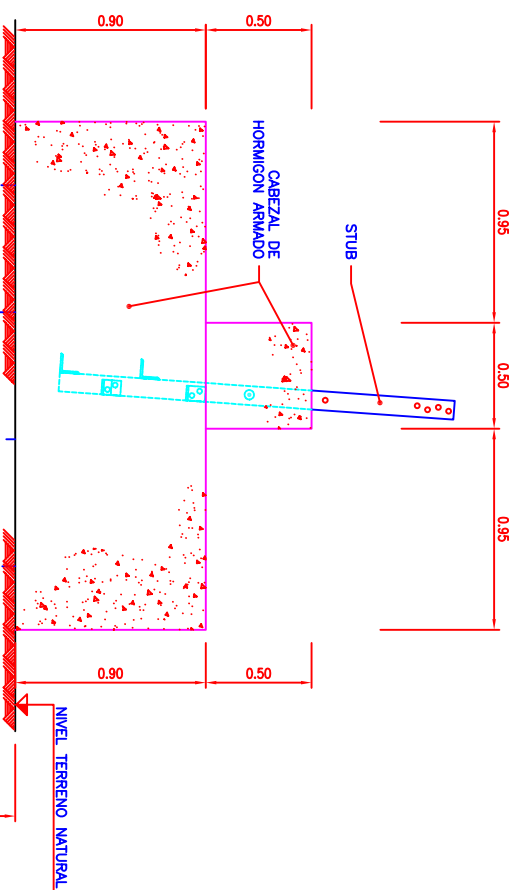 0.95
0.50
0.95
STUB
CABEZAL DE
HORMIGON ARMADO
0.50
0.90
0.50
0.90
NIVEL TERRENO NATURAL